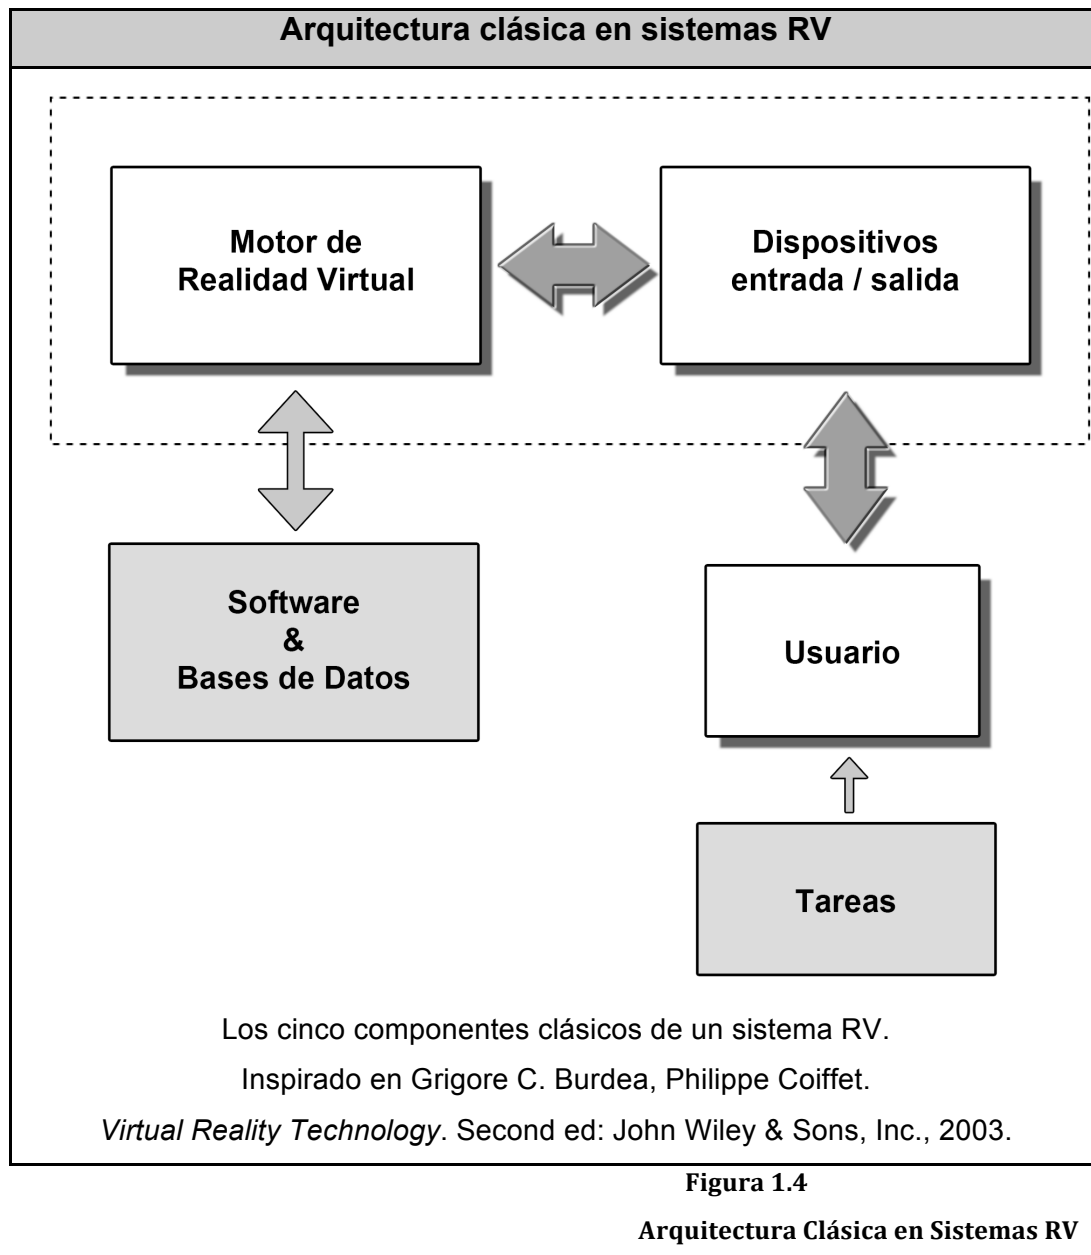 Arquitectura clásica en sistemas RV
Motor de
Realidad Virtual
Dispositivos
entrada / salida
Software
&
Bases de Datos
Usuario
Tareas
Los cinco componentes clásicos de un sistema RV.
Inspirado en Grigore C. Burdea, Philippe Coiffet.
Virtual Reality Technology. Second ed: John Wiley & Sons, Inc., 2003.
Figura 1.4
Arquitectura Clásica en Sistemas RV